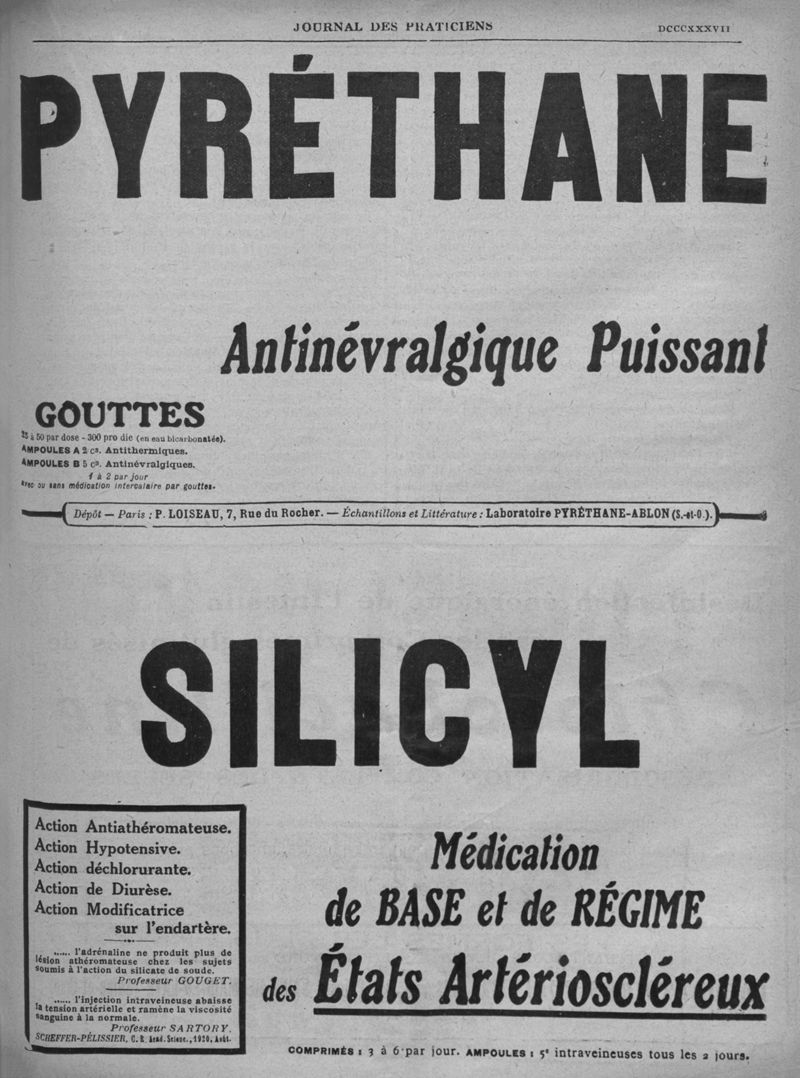 JOURNAL DES PRATICIENS
DCCCXXXVII
PYRÉTHANE
Antinévralgique Puissant
GOUTTES
25 à 50 par dose - 300 pro die (en eau bicarbonatée).
AMPOULES A 2 c³. Antithermiques.
AMPOULES B 5 c³. Antinévralgiques.
1 à 2 par jour
avec ou sans médication intercalaire par gouttes.
Dépôt — Paris : P. LOISEAU, 7, Rue du Rocher. — Échantillons et Littérature : Laboratoire PYRÉTHANE-ABLON (S.-et-O.).
SILICYL
Action Antiathéromateuse.
Action Hypotensive.
Action déchlorurante.
Action de Diurèse.
Action Modificatrice
sur l'endartère.
...... l'adrénaline ne produit plus de
lésion athéromateuse chez les sujets
soumis à l'action du silicate de soude.
Professeur GOUGET.
...... l'injection intraveineuse abaisse
la tension artérielle et ramène la viscosité
sanguine à la normale.
Professeur SARTORY.
SCHEFFER-PÉLISSIER, C. R. Acad. Scienc., 1920, Août.
Médication
de BASE et de RÉGIME
des États Artérioscléreux
COMPRIMÉS : 3 à 6 par jour. AMPOULES : 5ᶜ intraveineuses tous les 2 jours.